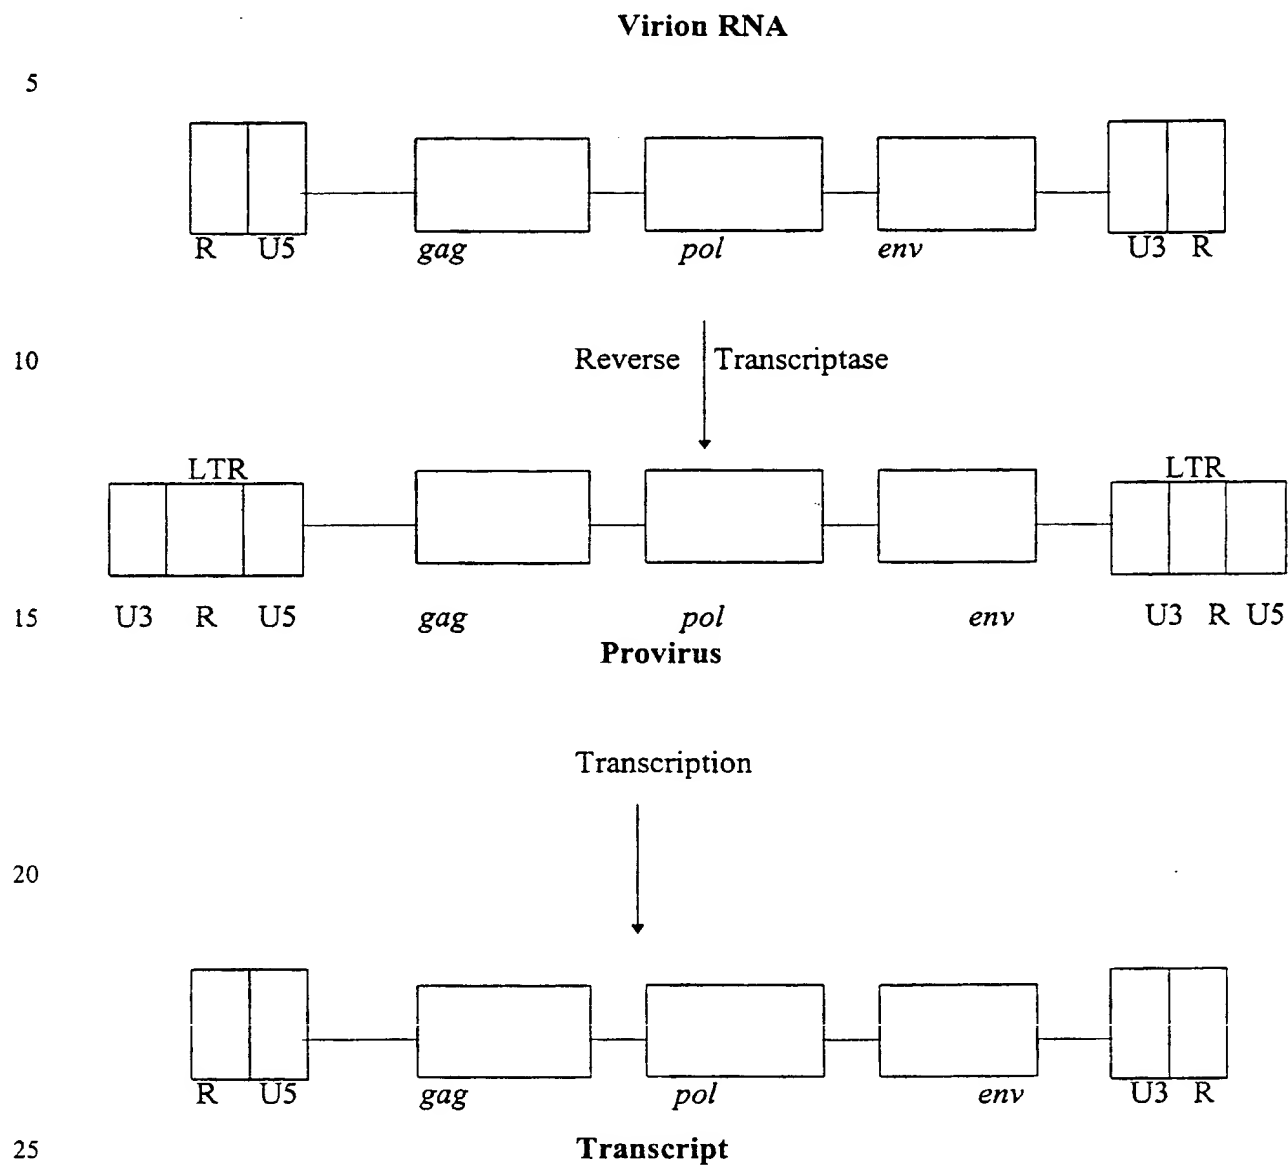 Virion RNA
5
R U5 gag pol env U3 R
10 Reverse Transcriptase
LTR LTR
15 U3 R U5 gag pol env U3 R U5
Provirus
Transcription
20
R U5 gag pol env U3 R
25 Transcript